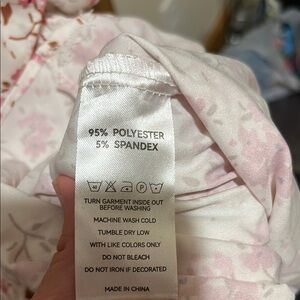 95% POLYESTER
5% SPANDEX
TURN GARMENT INSIDE OUT
BEFORE WASHING
MACHINE WASH COLD
TUMBLE DRY LOW
WITH LIKE COLORS ONLY
DO NOT BLEACH
DO NOT IRON IF DECORATED
MADE IN CHINA